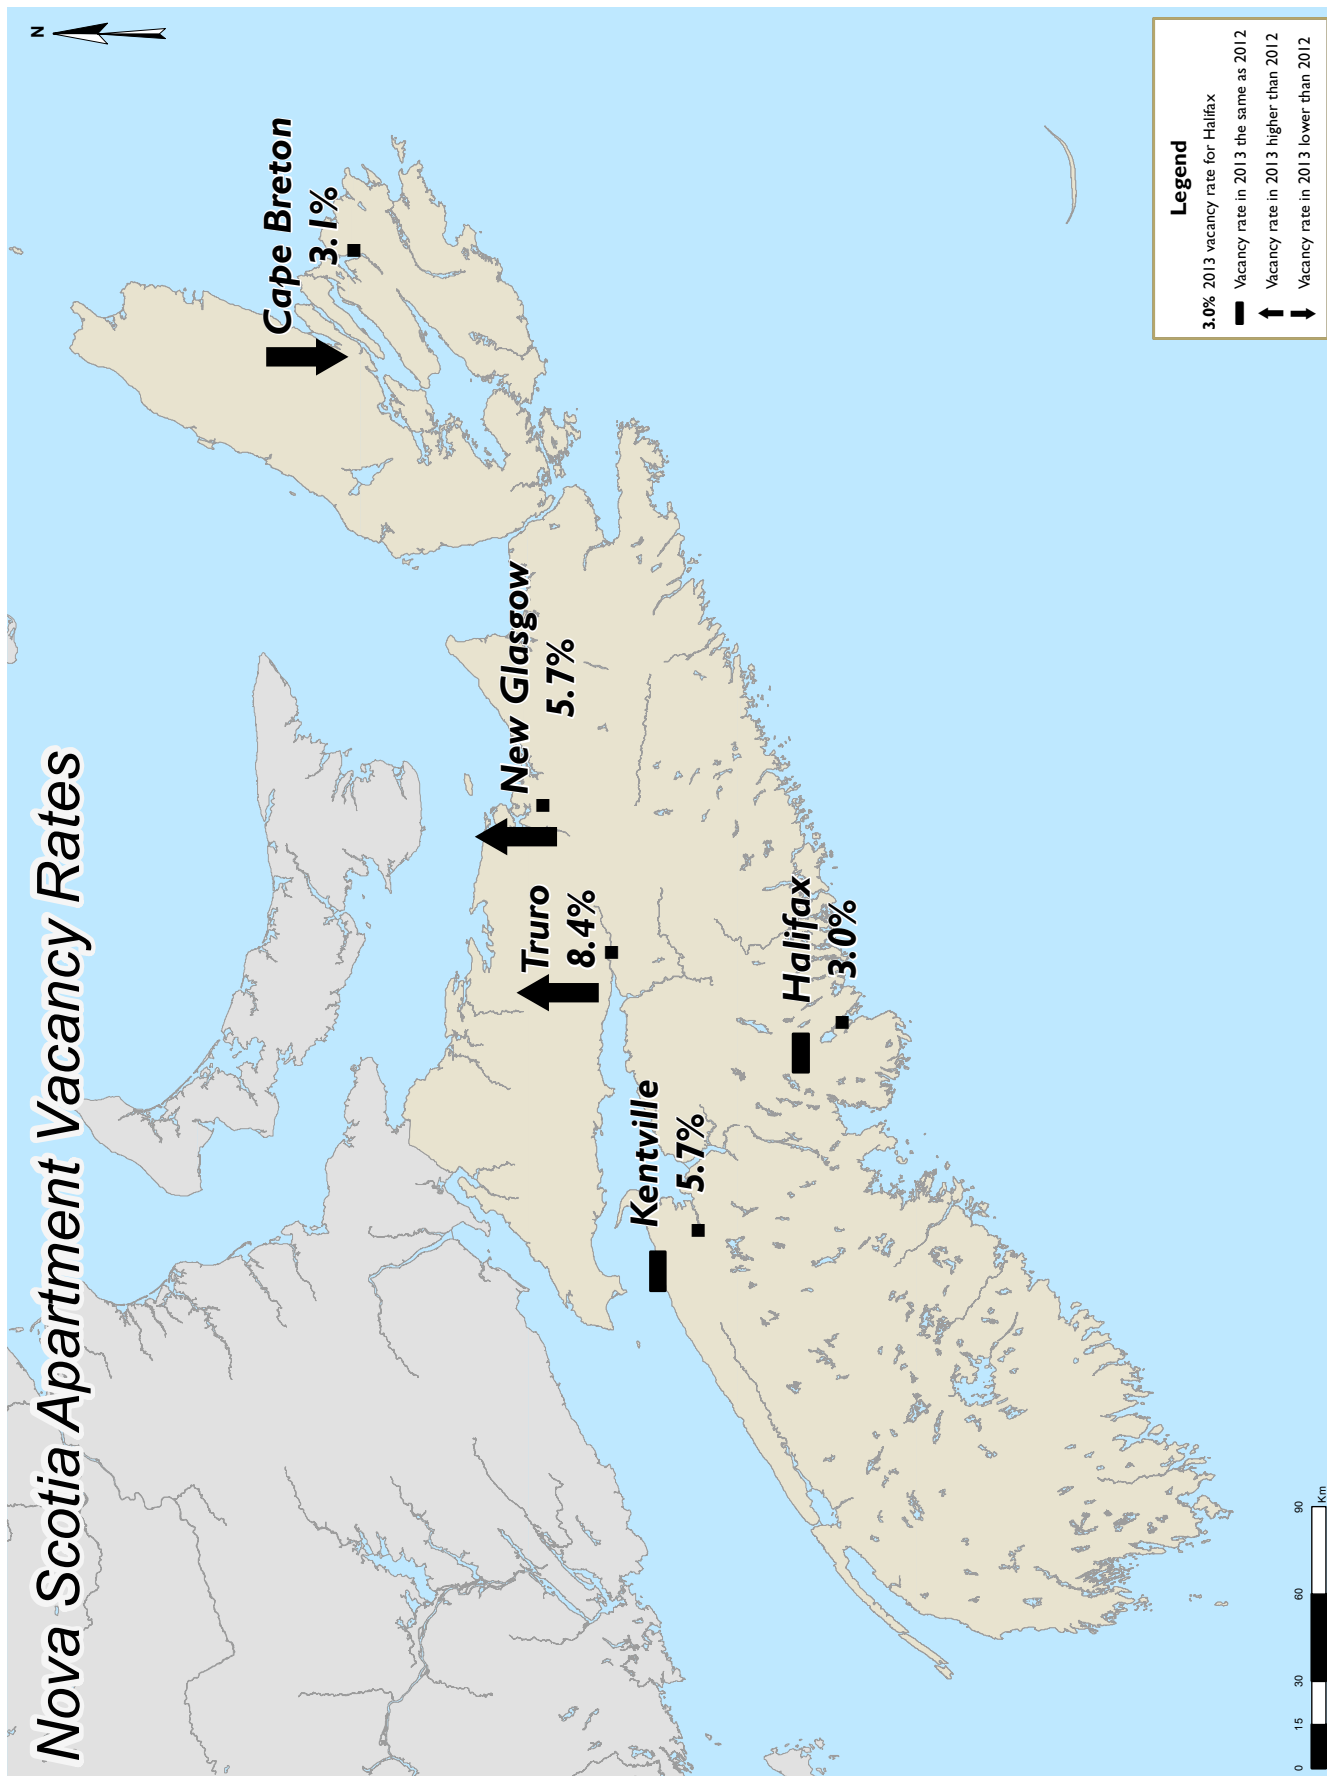 Nova Scotia Apartment Vacancy Rates
N
Cape Breton
3.1%
New Glasgow
5.7%
Truro
8.4%
Halifax
3.0%
Kentville
5.7%
Legend
3.0% 2013 vacancy rate for Halifax
Vacancy rate in 2013 the same as 2012
Vacancy rate in 2013 higher than 2012
Vacancy rate in 2013 lower than 2012
0 15 30 60 90
Km